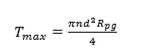 T_max = πnd²R_pg / 4